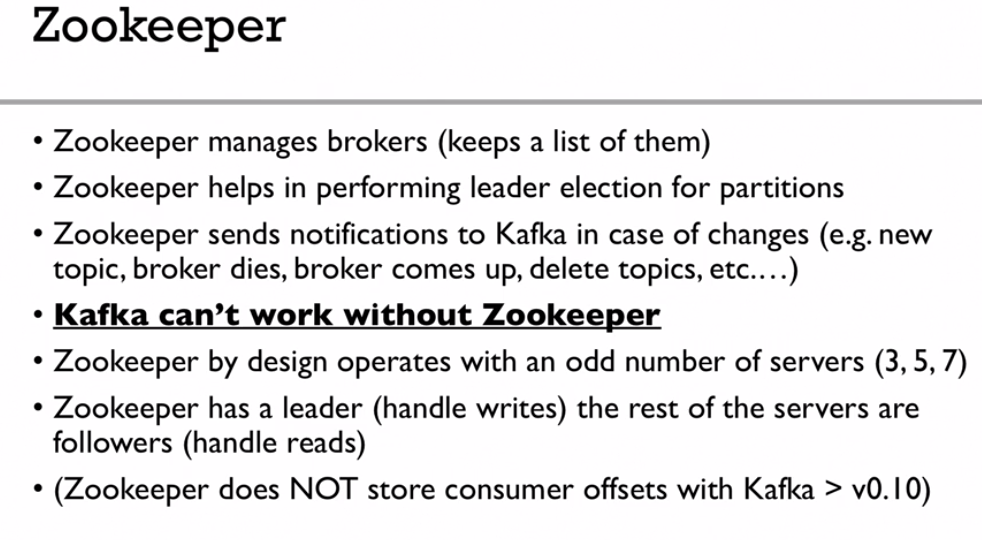 Zookeeper
• Zookeeper manages brokers (keeps a list of them)
• Zookeeper helps in performing leader election for partitions
• Zookeeper sends notifications to Kafka in case of changes (e.g. new
topic, broker dies, broker comes up, delete topics, etc.…)
• Kafka can’t work without Zookeeper
• Zookeeper by design operates with an odd number of servers (3, 5, 7)
• Zookeeper has a leader (handle writes) the rest of the servers are
followers (handle reads)
• (Zookeeper does NOT store consumer offsets with Kafka > v0.10)